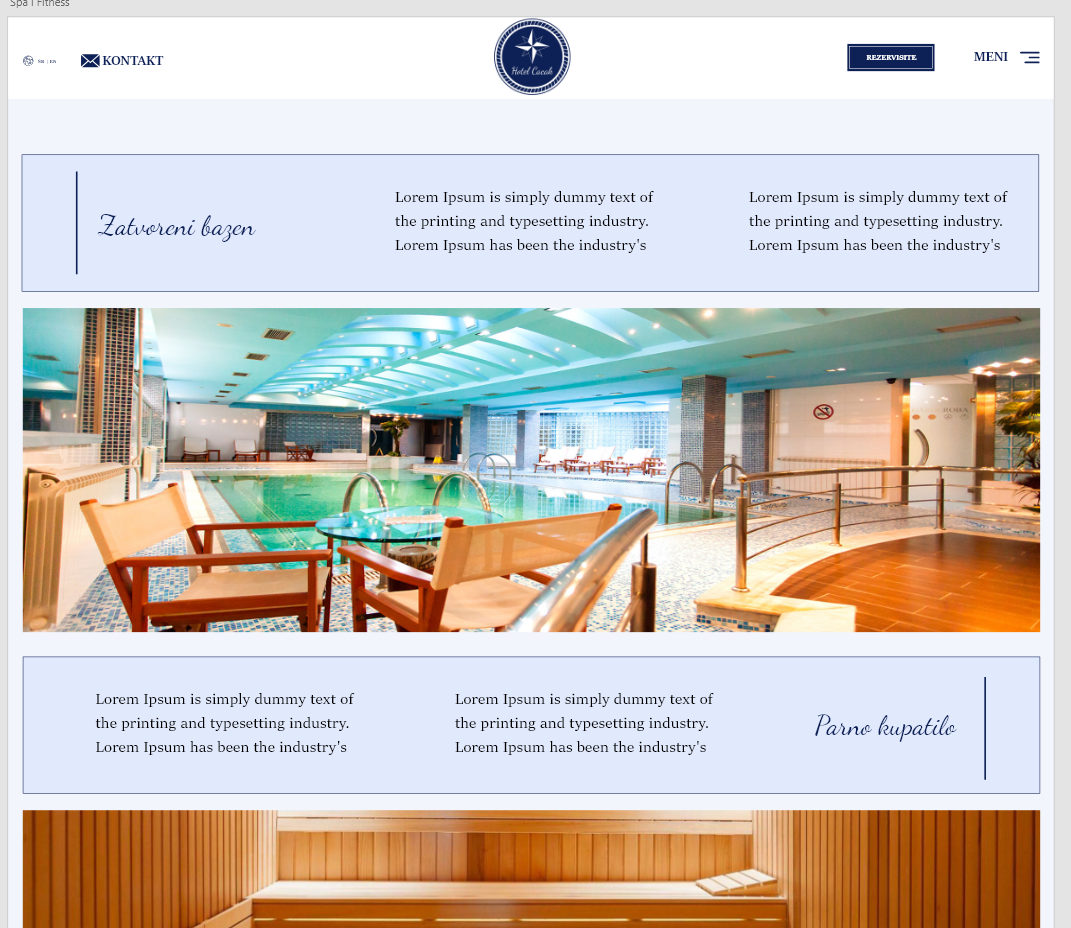 Spa i Fitness
SR | EN
KONTAKT
Hotel Cacak
REZERVISITE
MENI
Zatvoreni bazen
Lorem Ipsum is simply dummy text of
the printing and typesetting industry.
Lorem Ipsum has been the industry's
Lorem Ipsum is simply dummy text of
the printing and typesetting industry.
Lorem Ipsum has been the industry's
Lorem Ipsum is simply dummy text of
the printing and typesetting industry.
Lorem Ipsum has been the industry's
Lorem Ipsum is simply dummy text of
the printing and typesetting industry.
Lorem Ipsum has been the industry's
Parno kupatilo